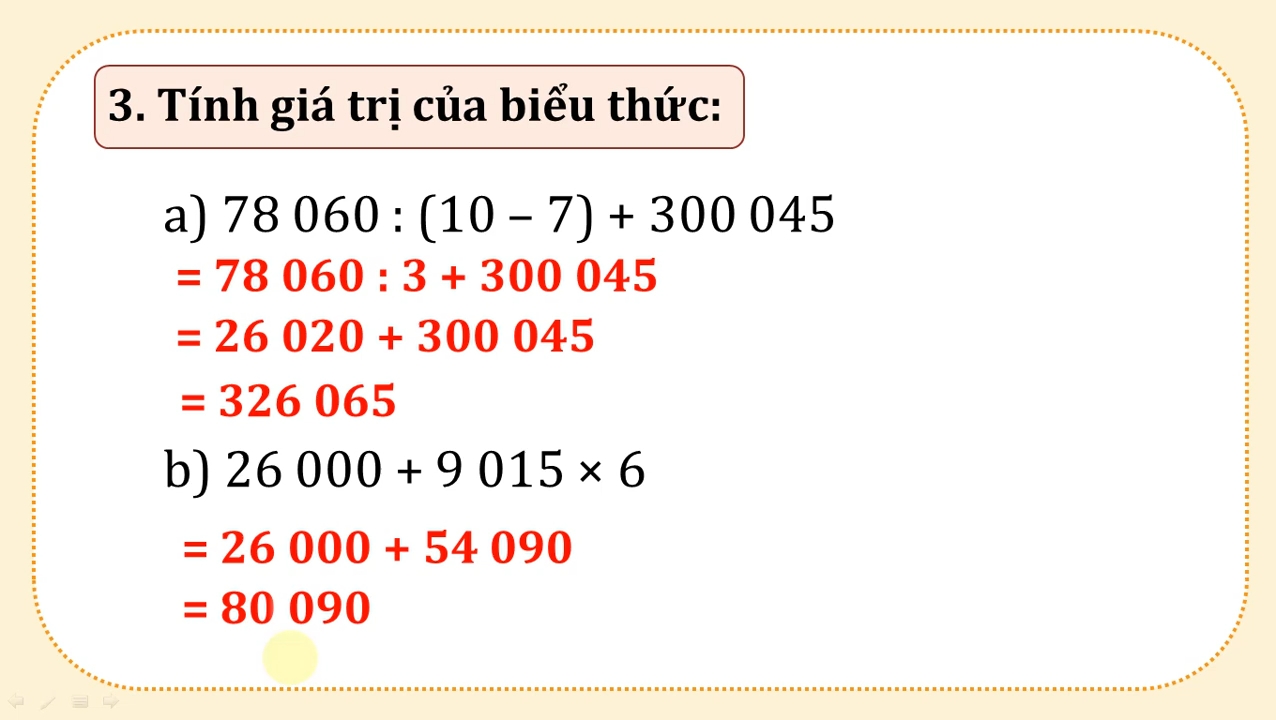 3. Tính giá trị của biểu thức:
a) 78 060 : (10 – 7) + 300 045
= 78 060 : 3 + 300 045
= 26 020 + 300 045
= 326 065
b) 26 000 + 9 015 × 6
= 26 000 + 54 090
= 80 090